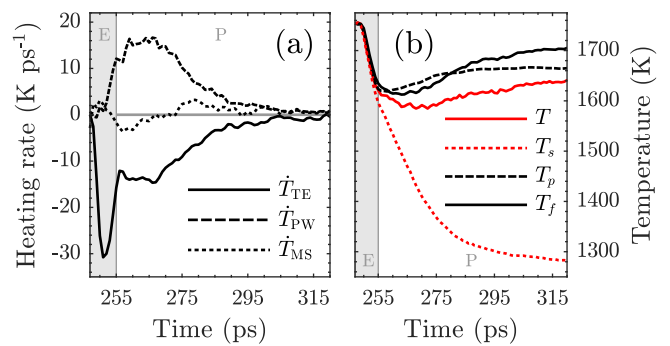 E P (a)
20
10
0
-10
-20
-30
Heating rate (K ps⁻¹)
Ṫ_TE
Ṫ_PW
Ṫ_MS
255 275 295 315
Time (ps)
(b)
1700
1600
1500
1400
1300
Temperature (K)
T
T_s
T_p
T_f
E P
255 275 295 315
Time (ps)